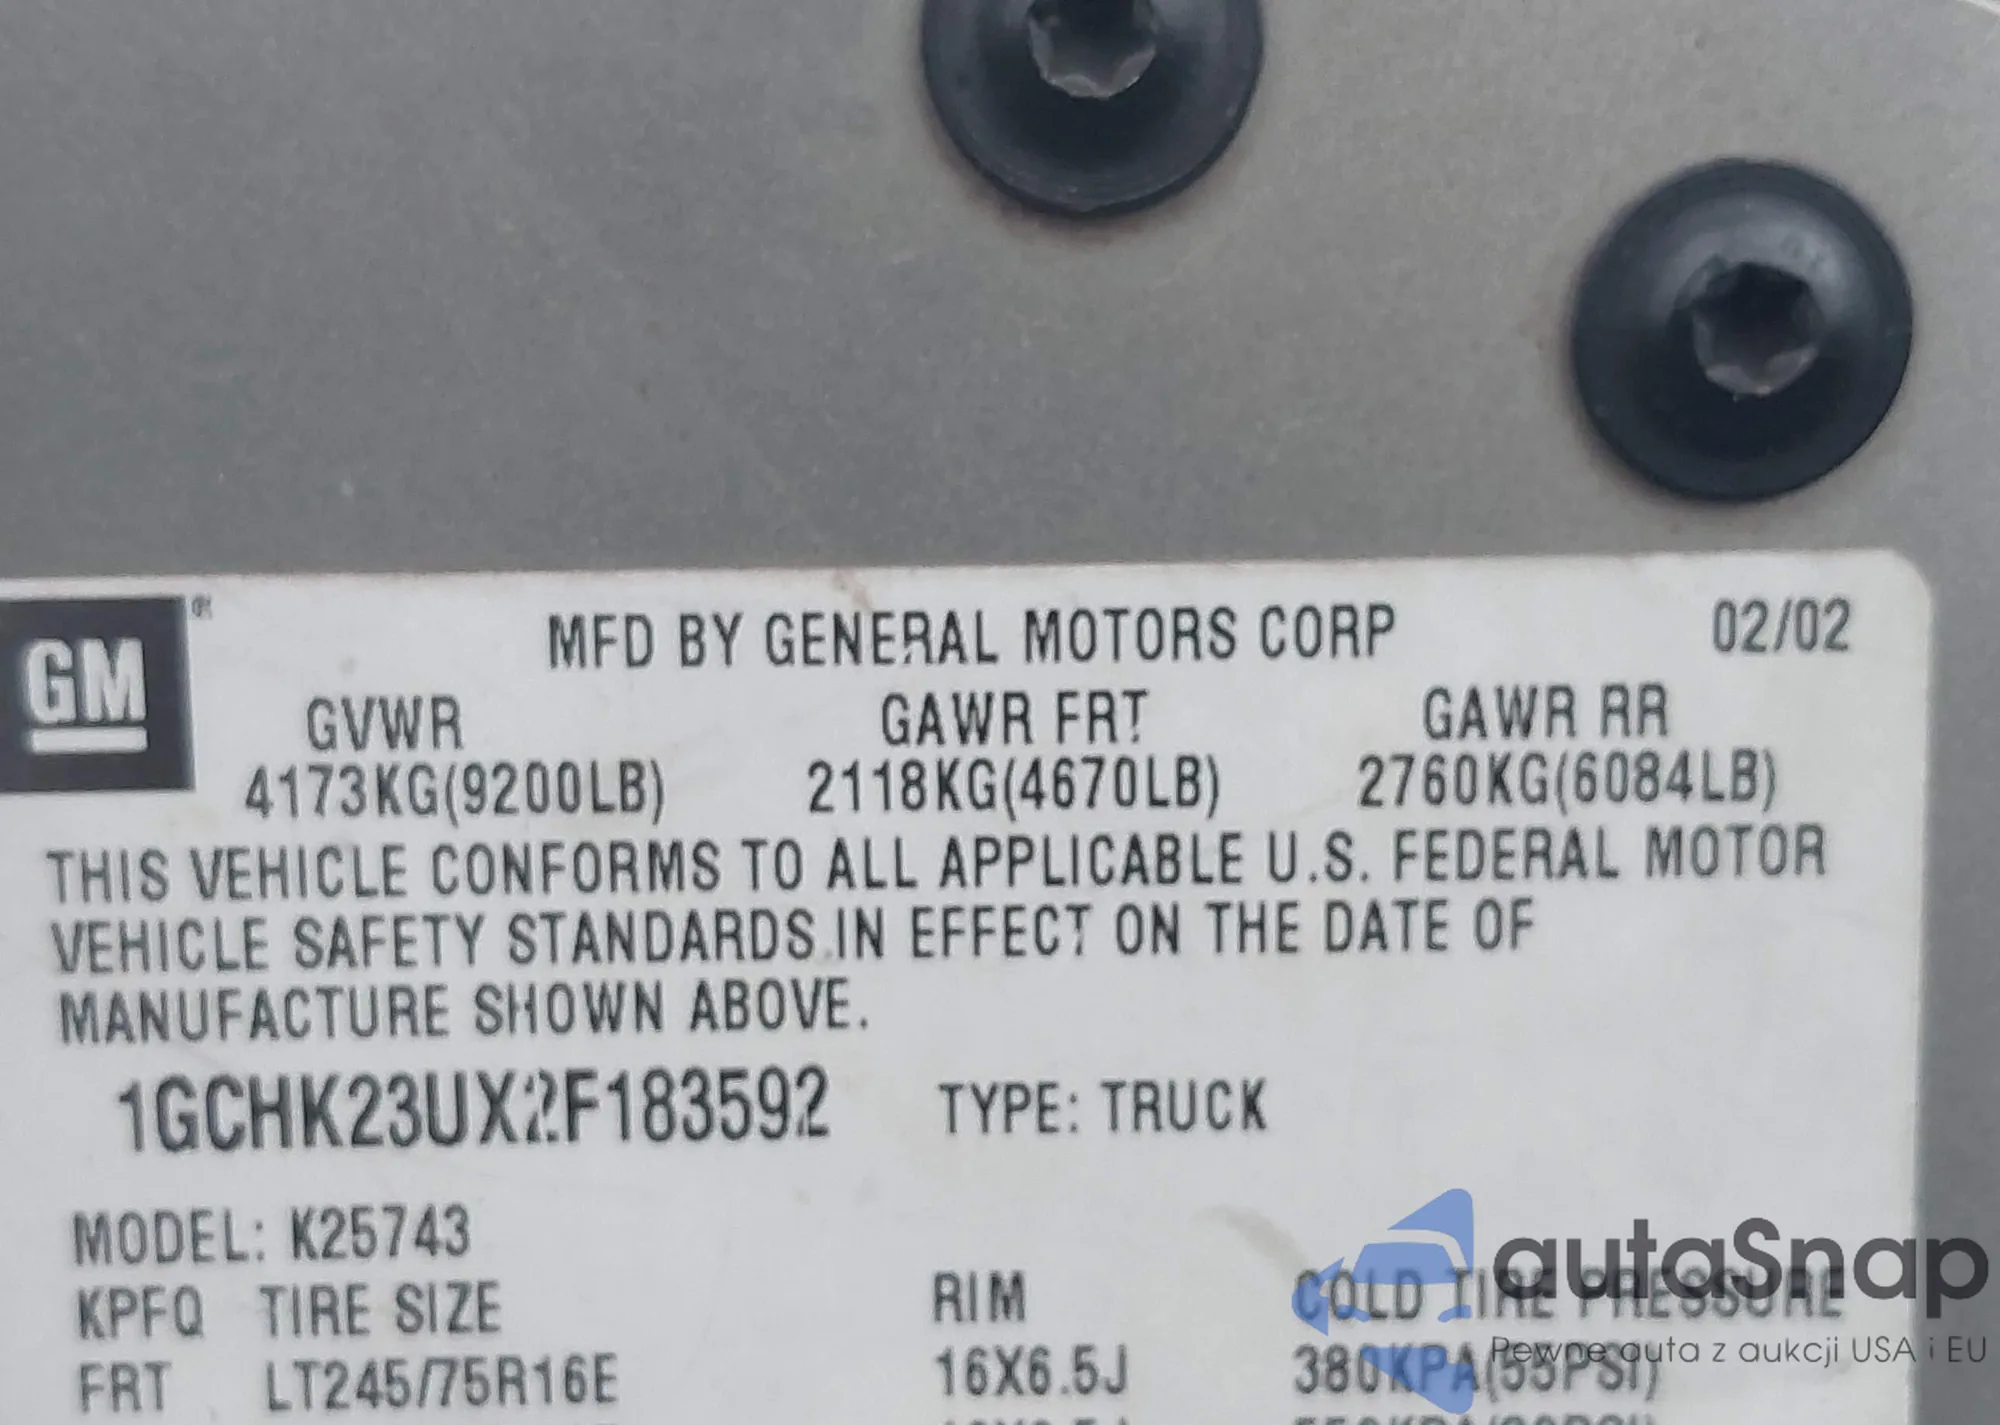 MFD BY GENERAL MOTORS CORP 02/02
GM ®
GVWR GAWR FRT GAWR RR
4173KG(9200LB) 2118KG(4670LB) 2760KG(6084LB)
THIS VEHICLE CONFORMS TO ALL APPLICABLE U.S. FEDERAL MOTOR
VEHICLE SAFETY STANDARDS IN EFFECT ON THE DATE OF
MANUFACTURE SHOWN ABOVE.
1GCHK23UX2F183592 TYPE: TRUCK
MODEL: K25743
KPFQ TIRE SIZE RIM COLD TIRE PRESSURE
FRT LT245/75R16E 16X6.5J 380KPA(55PSI)
autaSnap
Pewne auta z aukcji USA i EU